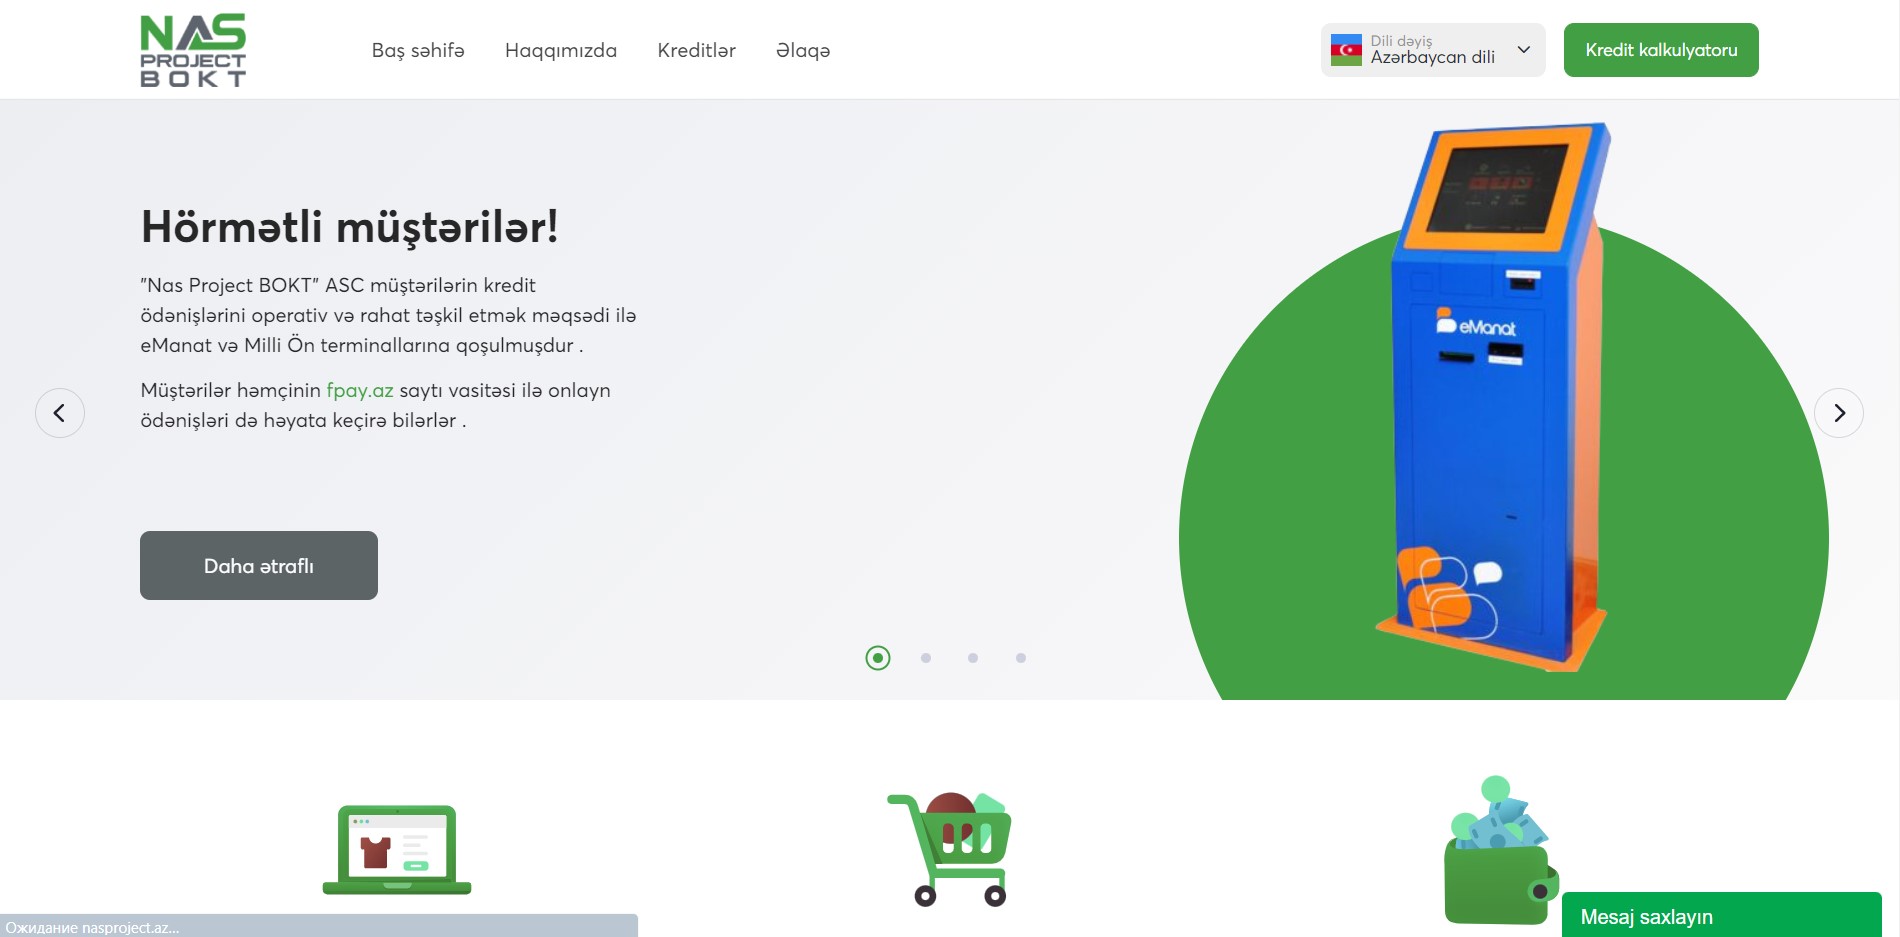 NAS
PROJECT
BOKT
Baş səhifə
Haqqımızda
Kreditlər
Əlaqə
Dili dəyiş
Azərbaycan dili
Kredit kalkulyatoru
Hörmətli müştərilər!
"Nas Project BOKT" ASC müştərilərin kredit
ödənişlərini operativ və rahat təşkil etmək məqsədi ilə
eManat və Milli Ön terminallarına qoşulmuşdur .
Müştərilər həmçinin fpay.az saytı vasitəsi ilə onlayn
ödənişləri də həyata keçirə bilərlər .
Daha ətraflı
eManat
Mesaj saxlayın
Ожидание nasproject.az...